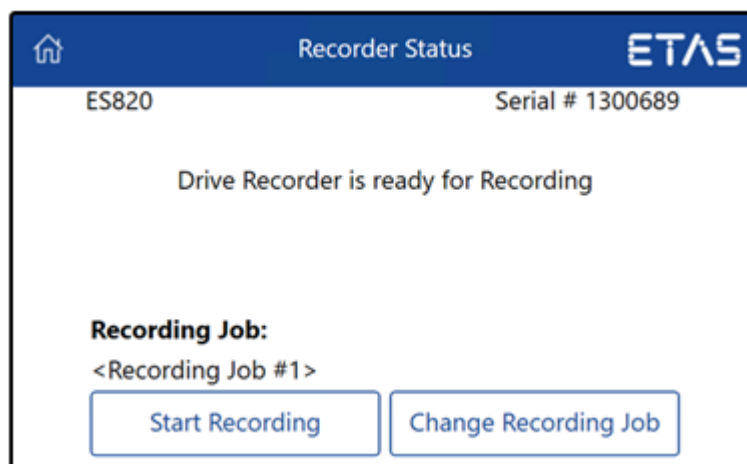 Recorder Status ETAS
ES820 Serial # 1300689
Drive Recorder is ready for Recording
Recording Job:
<Recording Job #1>
Start Recording Change Recording Job